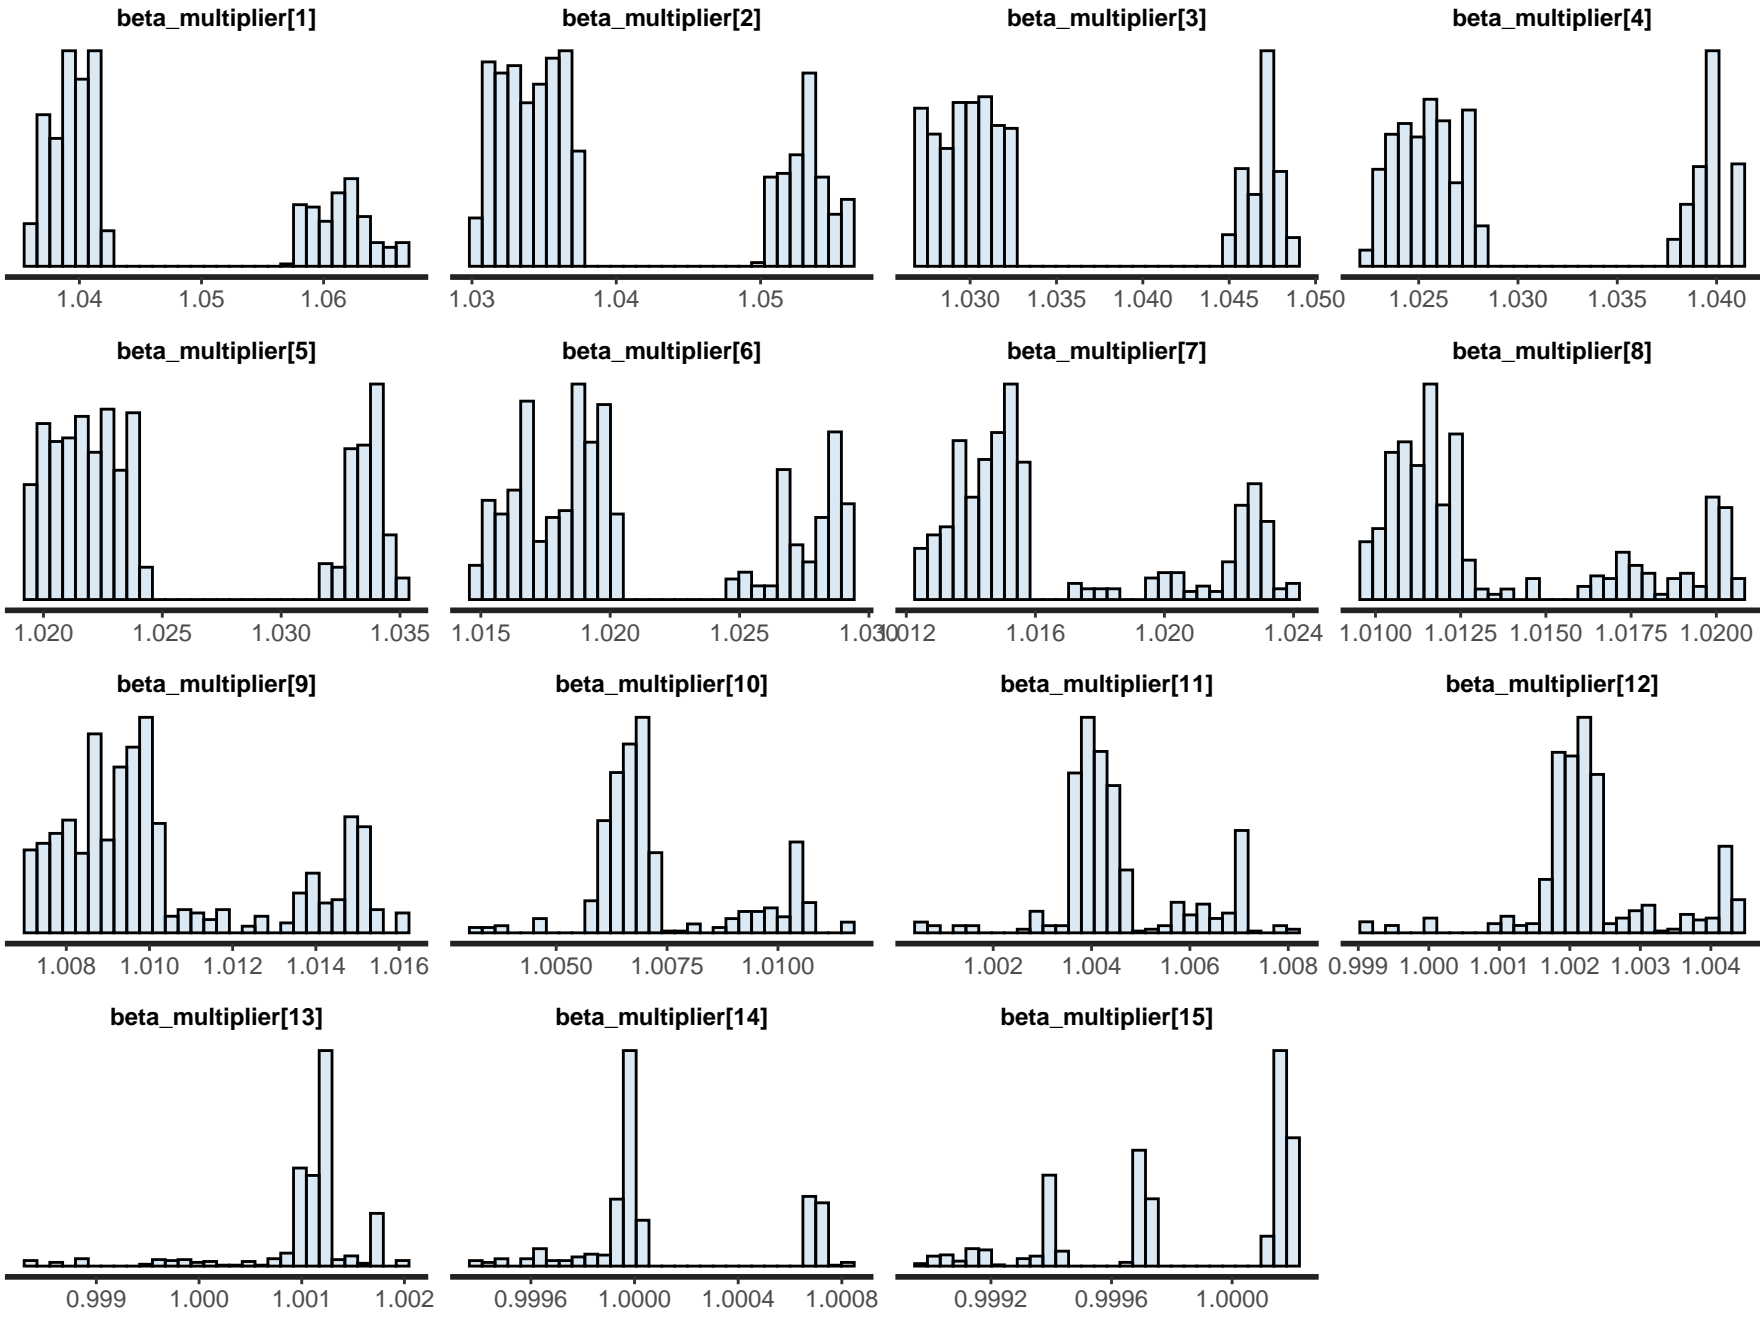 beta_multiplier[1] beta_multiplier[2] beta_multiplier[3] beta_multiplier[4]
1.04 1.05 1.06 1.03 1.04 1.05 1.030 1.035 1.040 1.045 1.050 1.025 1.030 1.035 1.040
beta_multiplier[5] beta_multiplier[6] beta_multiplier[7] beta_multiplier[8]
1.020 1.025 1.030 1.035 1.015 1.020 1.025 1.030 1.012 1.016 1.020 1.024 1.0100 1.0125 1.0150 1.0175 1.0200
beta_multiplier[9] beta_multiplier[10] beta_multiplier[11] beta_multiplier[12]
1.008 1.010 1.012 1.014 1.016 1.0050 1.0075 1.0100 1.002 1.004 1.006 1.008 0.999 1.000 1.001 1.002 1.003 1.004
beta_multiplier[13] beta_multiplier[14] beta_multiplier[15]
0.999 1.000 1.001 1.002 0.9996 1.0000 1.0004 1.0008 0.9992 0.9996 1.0000